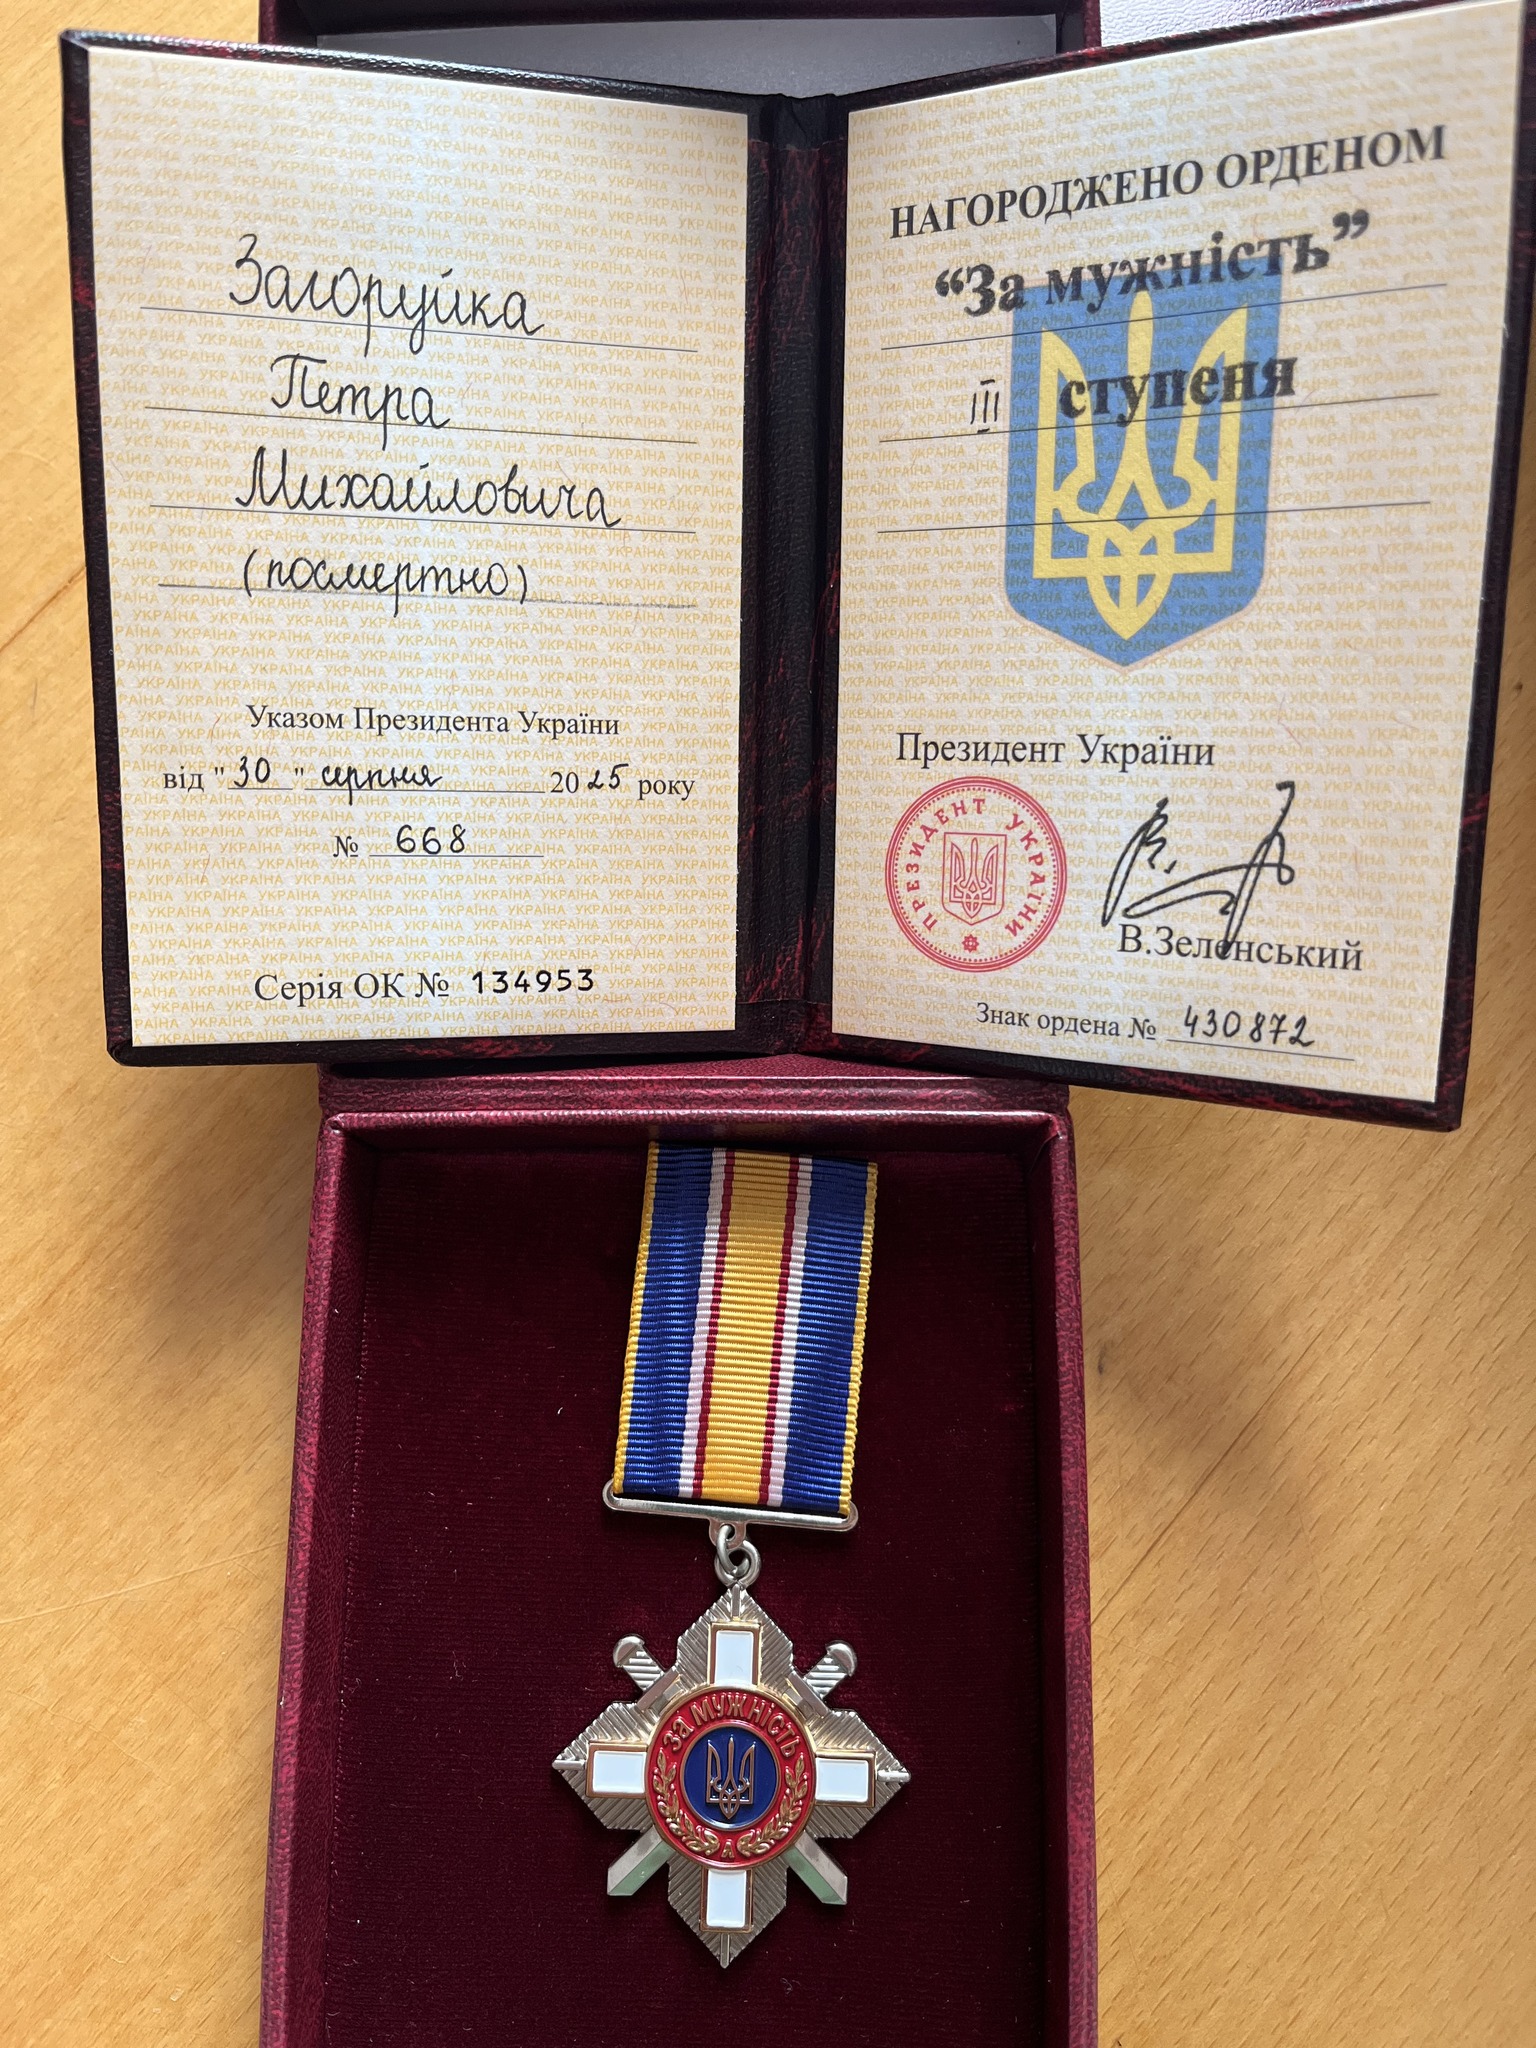 Загоруйка
Петра
Михайловича
(посмертно)
Указом Президента України
від "30" серпня 2025 року
№ 668
Серія ОК № 134953
НАГОРОДЖЕНО ОРДЕНОМ
“За мужність”
III ступеня
Президент України
ПРЕЗИДЕНТ УКРАЇНИ
В.Зеленський
Знак ордена № 430872
За МУЖНІСТЬ